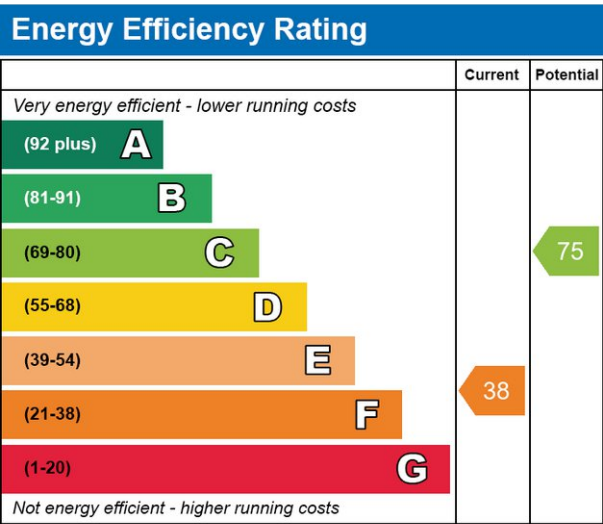 Energy Efficiency Rating
Current Potential
Very energy efficient - lower running costs
(92 plus) A
(81-91) B
(69-80) C
75
(55-68) D
(39-54) E
38
(21-38) F
(1-20) G
Not energy efficient - higher running costs